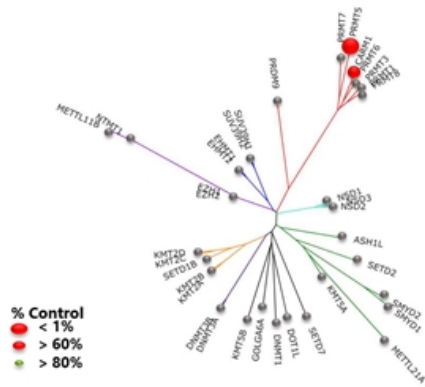 PRMT7
PRMT5
CARM1
PRMT6
PRMT3
PRMT8
PRDM9
METTL11B
NTMT1
SUV39H1
SUV39H2
EHMT1
EHMT2
EZH1
EZH2
NSD1
NSD3
NSD2
ASH1L
SETD2
SMYD2
SMYD1
METTL21A
KMT5A
SETD7
DOT1L
DNMT1
GOLGA6A
KMT5B
DNMT3B
DNMT3A
KMT2D
KMT2C
SETD1B
KMT2B
KMT2A
% Control
< 1%
> 60%
> 80%